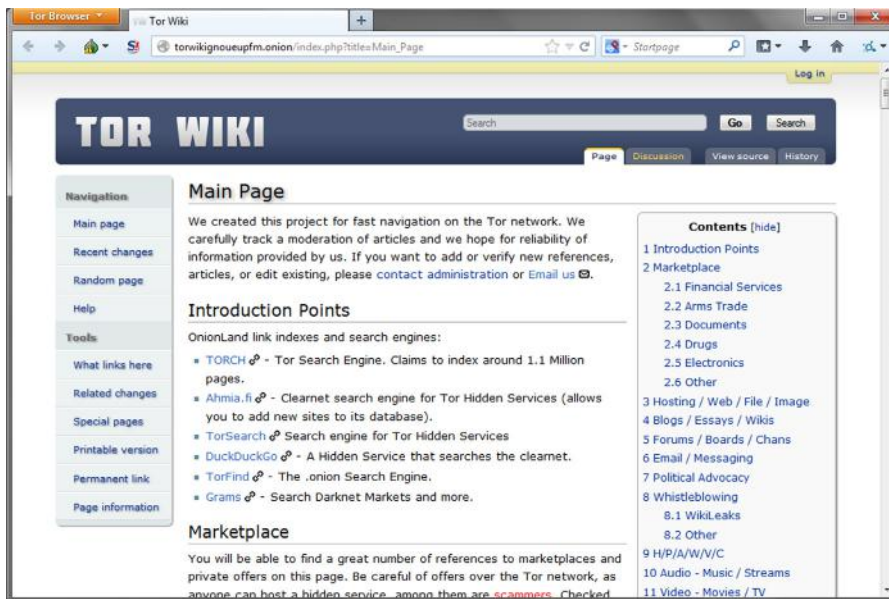 Tor Browser
Tor Wiki
torwikignoueupfm.onion/index.php?title=Main_Page
Startpage
Log in
TOR WIKI
Search
Go
Search
Page
Discussion
View source
History
Navigation
Main page
Recent changes
Random page
Help
Tools
What links here
Related changes
Special pages
Printable version
Permanent link
Page information
Main Page
We created this project for fast navigation on the Tor network. We
carefully track a moderation of articles and we hope for reliability of
information provided by us. If you want to add or verify new references,
articles, or edit existing, please contact administration or Email us.
Introduction Points
OnionLand link indexes and search engines:
TORCH - Tor Search Engine. Claims to index around 1.1 Million
pages.
Ahmia.fi - Clearnet search engine for Tor Hidden Services (allows
you to add new sites to its database).
TorSearch Search engine for Tor Hidden Services
DuckDuckGo - A Hidden Service that searches the clearnet.
TorFind - The .onion Search Engine.
Grams - Search Darknet Markets and more.
Marketplace
You will be able to find a great number of references to marketplaces and
private offers on this page. Be careful of offers over the Tor network, as
anyone can host a hidden service, among them are scammers. Checked
Contents [hide]
1 Introduction Points
2 Marketplace
2.1 Financial Services
2.2 Arms Trade
2.3 Documents
2.4 Drugs
2.5 Electronics
2.6 Other
3 Hosting / Web / File / Image
4 Blogs / Essays / Wikis
5 Forums / Boards / Chans
6 Email / Messaging
7 Political Advocacy
8 Whistleblowing
8.1 WikiLeaks
8.2 Other
9 H/P/A/W/V/C
10 Audio - Music / Streams
11 Video - Movies / TV